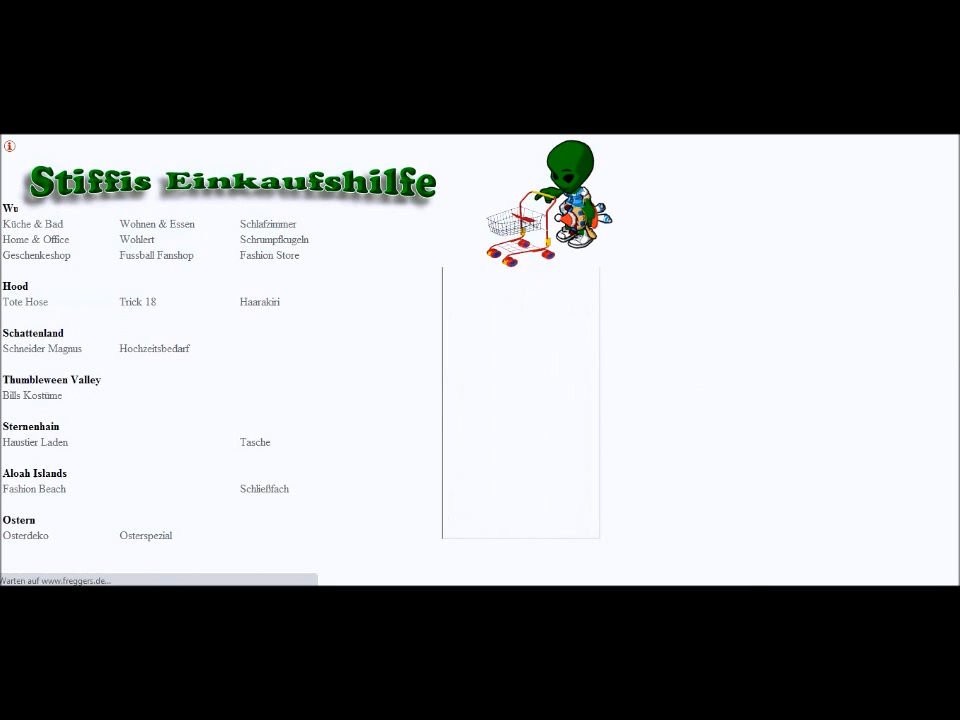 Stiffis Einkaufshilfe
Wu
Küche & Bad Wohnen & Essen Schlafzimmer
Home & Office Wohlert Schrumpfkugeln
Geschenkeshop Fussball Fanshop Fashion Store
Hood
Tote Hose Trick 18 Haarakiri
Schattenland
Schneider Magnus Hochzeitsbedarf
Thumbleween Valley
Bills Kostüme
Sternenhain
Haustier Laden Tasche
Aloah Islands
Fashion Beach Schließfach
Ostern
Osterdeko Osterspezial
Warten auf www.freggers.de...